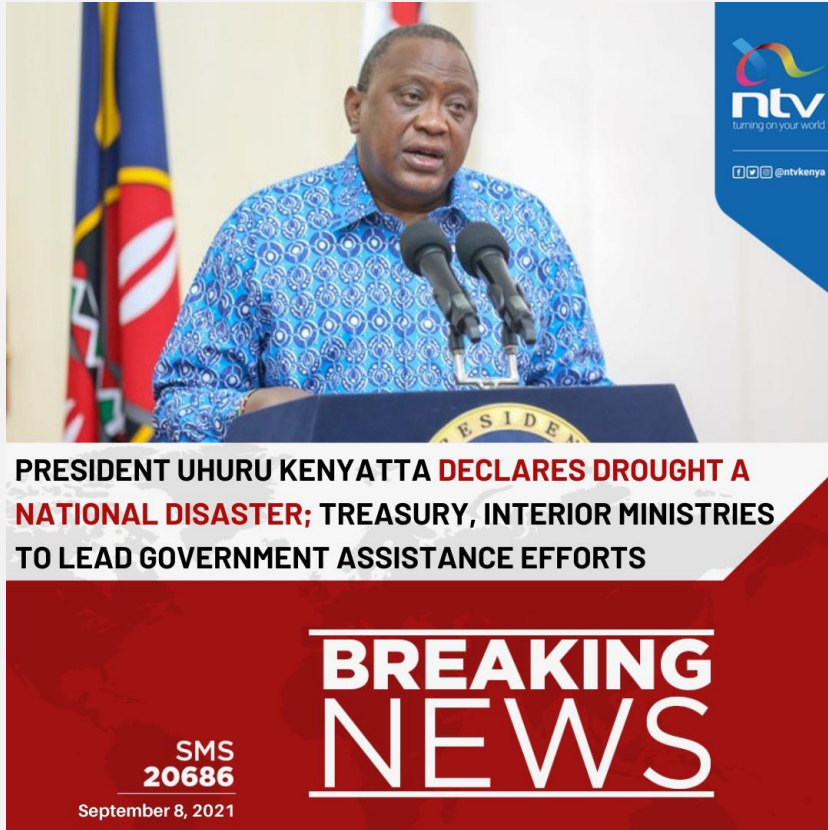 ntv
turning on your world
@ntvkenya
PRESIDEN
PRESIDENT UHURU KENYATTA DECLARES DROUGHT A
NATIONAL DISASTER; TREASURY, INTERIOR MINISTRIES
TO LEAD GOVERNMENT ASSISTANCE EFFORTS
BREAKING
NEWS
SMS
20686
September 8, 2021